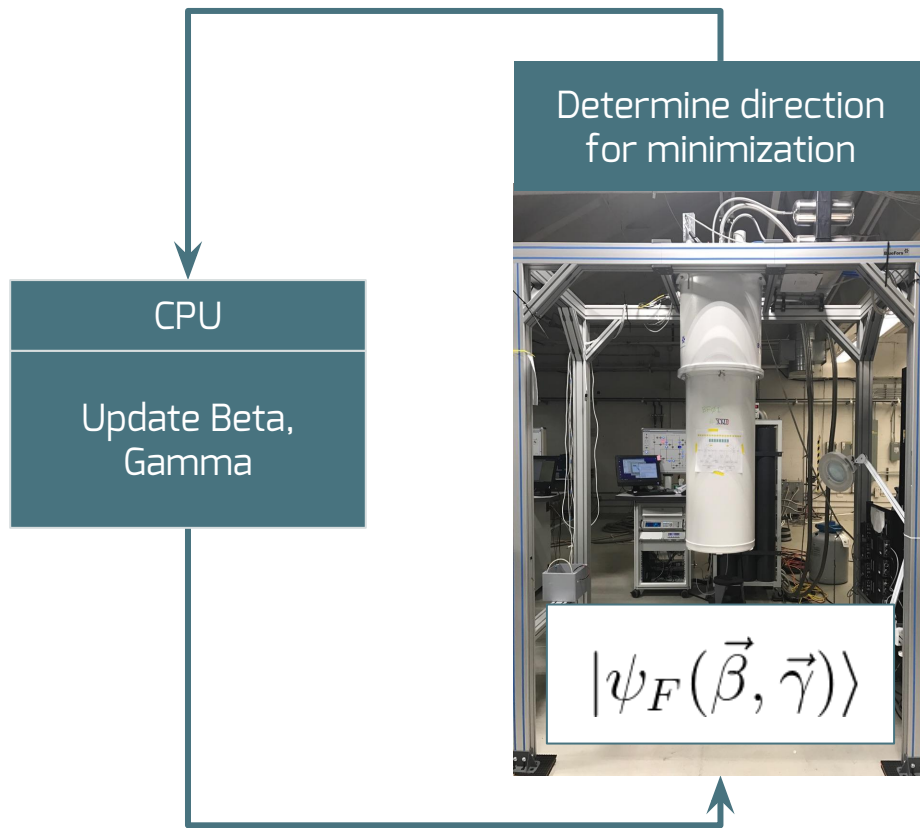 Determine direction
for minimization
CPU
Update Beta,
Gamma
|ψ_F(β⃗, γ⃗)⟩